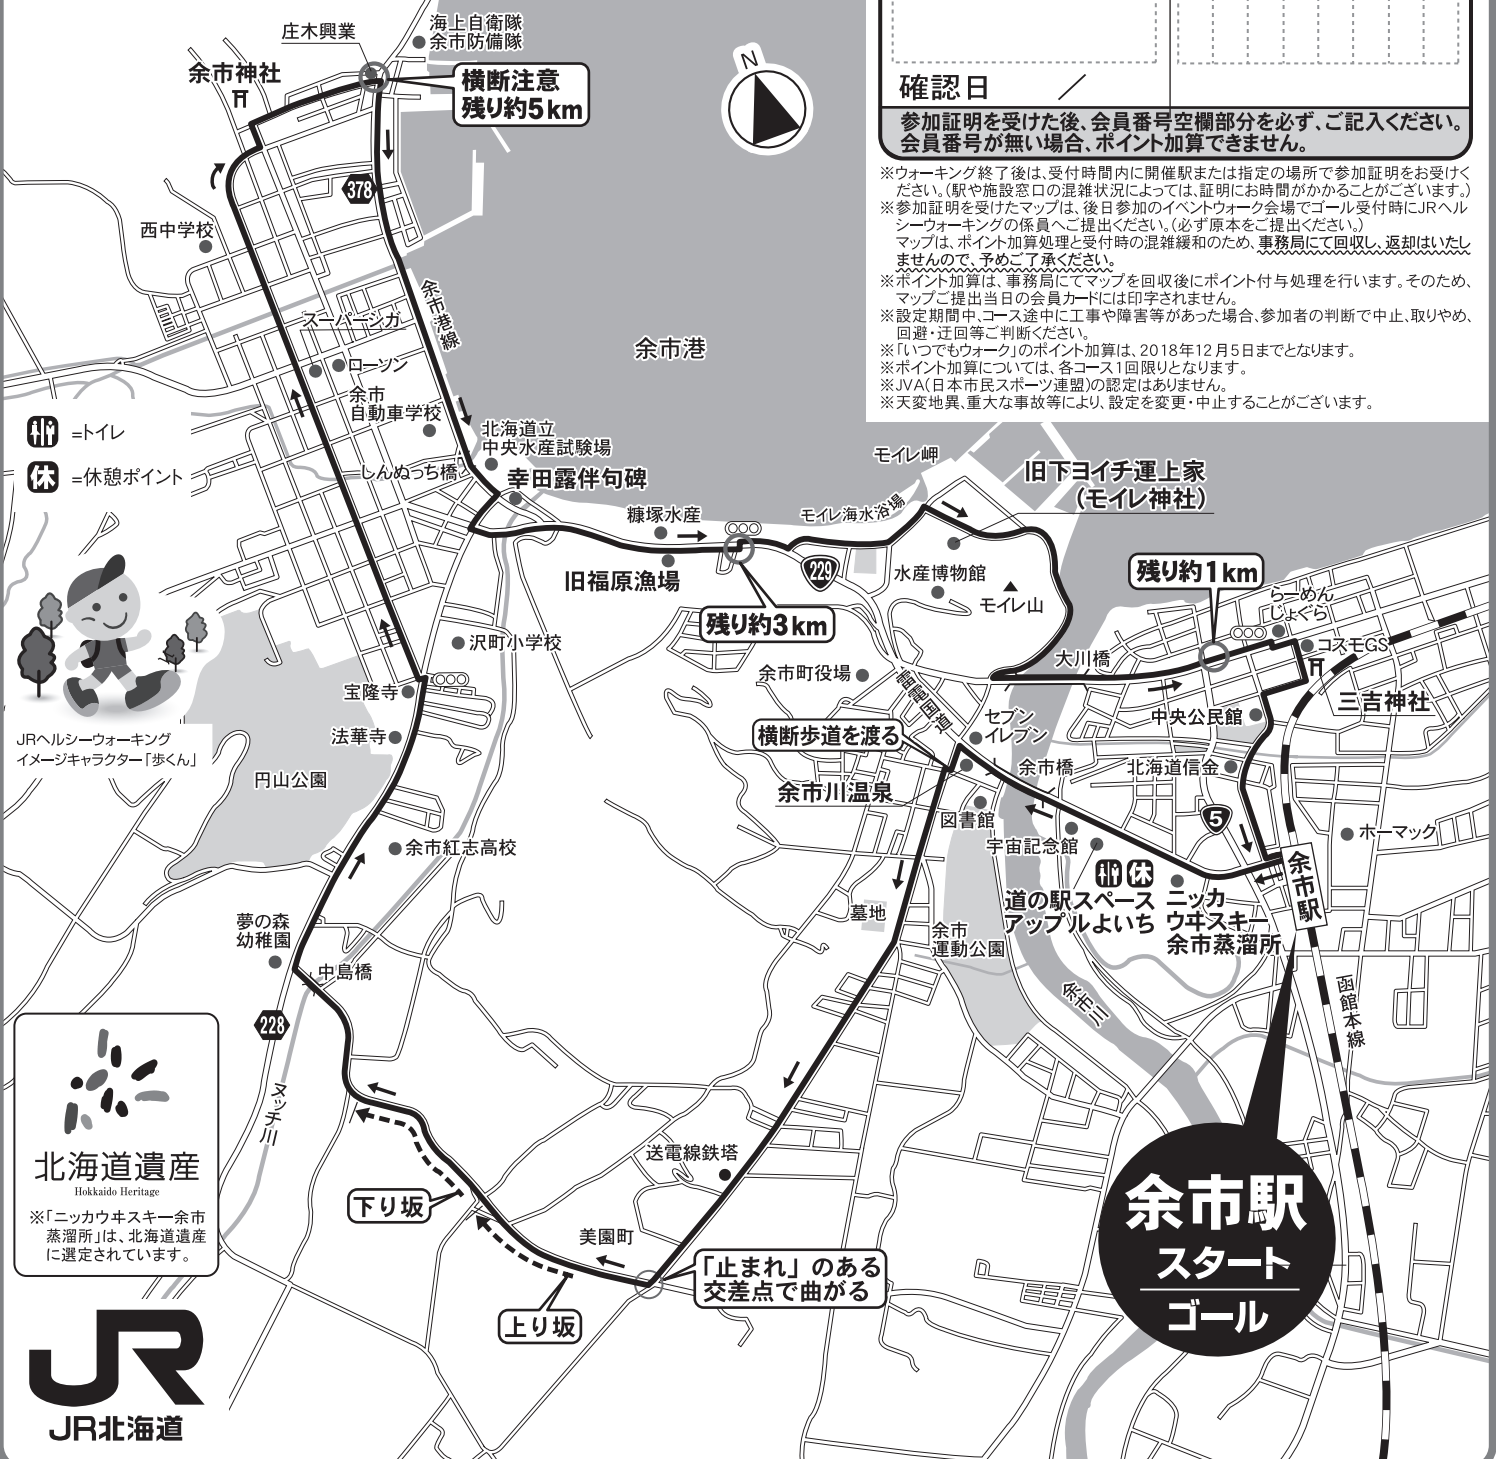 庄木興業
海上自衛隊
余市防備隊
余市神社
横断注意
残り約5km
N
確認日 ／
参加証明を受けた後、会員番号空欄部分を必ず、ご記入ください。
会員番号が無い場合、ポイント加算できません。
※ウォーキング終了後は、受付時間内に開催駅または指定の場所で参加証明をお受けく
ださい。（駅や施設窓口の混雑状況によっては、証明にお時間がかかることがございます。）
※参加証明を受けたマップは、後日参加のイベントウォーク会場でゴール受付時にJRヘル
シーウォーキングの係員へご提出ください。（必ず原本をご提出ください。）
マップは、ポイント加算処理と受付時の混雑緩和のため、事務局にて回収し、返却はいたし
ませんので、予めご了承ください。
※ポイント加算は、事務局にてマップを回収後にポイント付与処理を行います。そのため、
マップご提出当日の会員カードには印字されません。
※設定期間中、コース途中に工事や障害等があった場合、参加者の判断で中止、取りやめ、
回避・迂回等ご判断ください。
※「いつでもウォーク」のポイント加算は、2018年12月5日までとなります。
※ポイント加算については、各コース1回限りとなります。
※JVA（日本市民スポーツ連盟）の認定はありません。
※天変地異、重大な事故等により、設定を変更・中止することがございます。
378
西中学校
余市港線
スーパーシガ
ローソン
余市
自動車学校
余市港
=トイレ
休 =休憩ポイント
北海道立
中央水産試験場
しんぬっち橋
幸田露伴句碑
糠塚水産
モイレ海水浴場
モイレ岬
旧下ヨイチ運上家
（モイレ神社）
旧福原漁場
229
水産博物館
モイレ山
残り約3km
残り約1km
らーめん
じょぐら
コスモGS
三吉神社
大川橋
沢町小学校
余市町役場
雷電国道
宝隆寺
法華寺
セブン
イレブン
中央公民館
横断歩道を渡る
余市橋
北海道信金
余市川温泉
JRヘルシーウォーキング
イメージキャラクター「歩くん」
円山公園
図書館
宇宙記念館
5
ホーマック
余市紅志高校
余市駅
休
道の駅スペース
アップルよいち
ニッカ
ウヰスキー
余市蒸溜所
墓地
余市
運動公園
夢の森
幼稚園
中島橋
余市川
函館本線
228
ヌッチ川
北海道遺産
Hokkaido Heritage
※「ニッカウヰスキー余市
蒸溜所」は、北海道遺産
に選定されています。
送電線鉄塔
下り坂
美園町
「止まれ」のある
交差点で曲がる
上り坂
余市駅
スタート
ゴール
JR
JR北海道